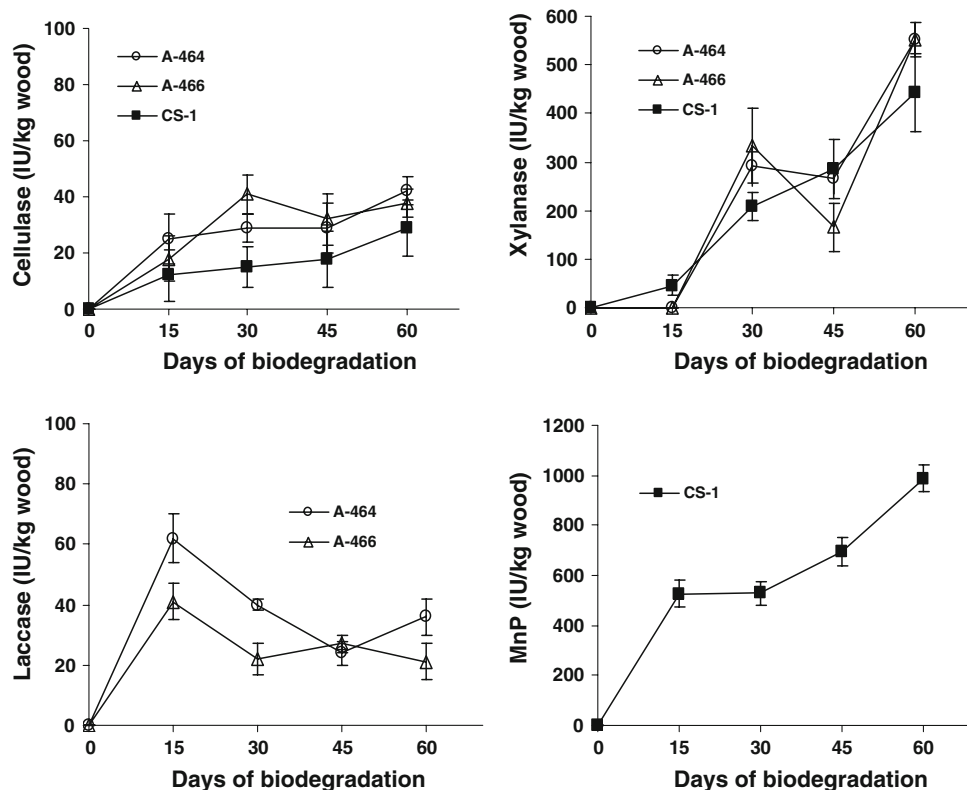 Cellulase (IU/kg wood)
100
80
60
40
20
0
A-464
A-466
CS-1
0 15 30 45 60
Days of biodegradation
Xylanase (IU/kg wood)
600
500
400
300
200
100
0
A-464
A-466
CS-1
0 15 30 45 60
Days of biodegradation
Laccase (IU/kg wood)
100
80
60
40
20
0
A-464
A-466
0 15 30 45 60
Days of biodegradation
MnP (IU/kg wood)
1200
1000
800
600
400
200
0
CS-1
0 15 30 45 60
Days of biodegradation